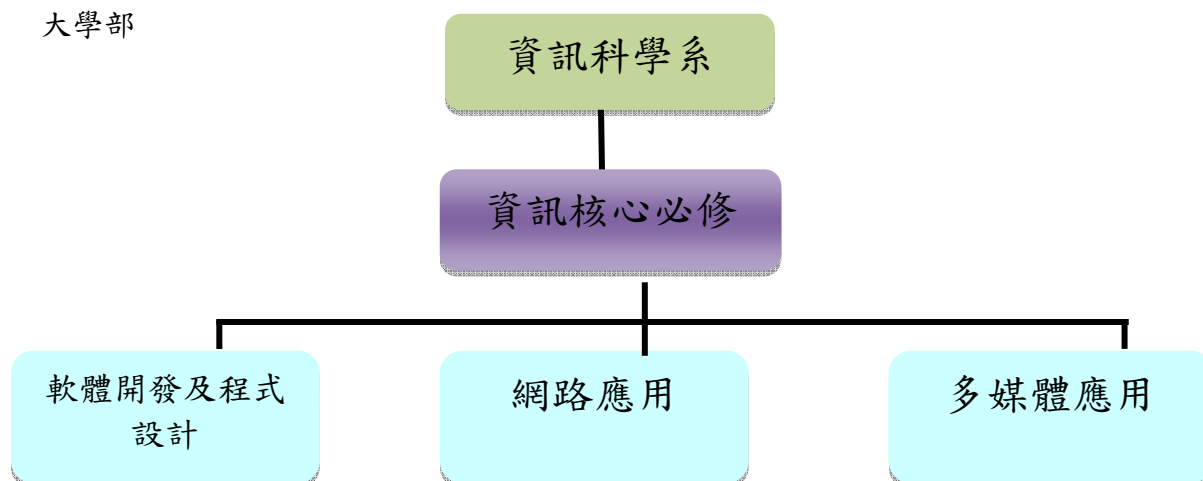 大學部
資訊科學系
資訊核心必修
軟體開發及程式
設計
網路應用
多媒體應用